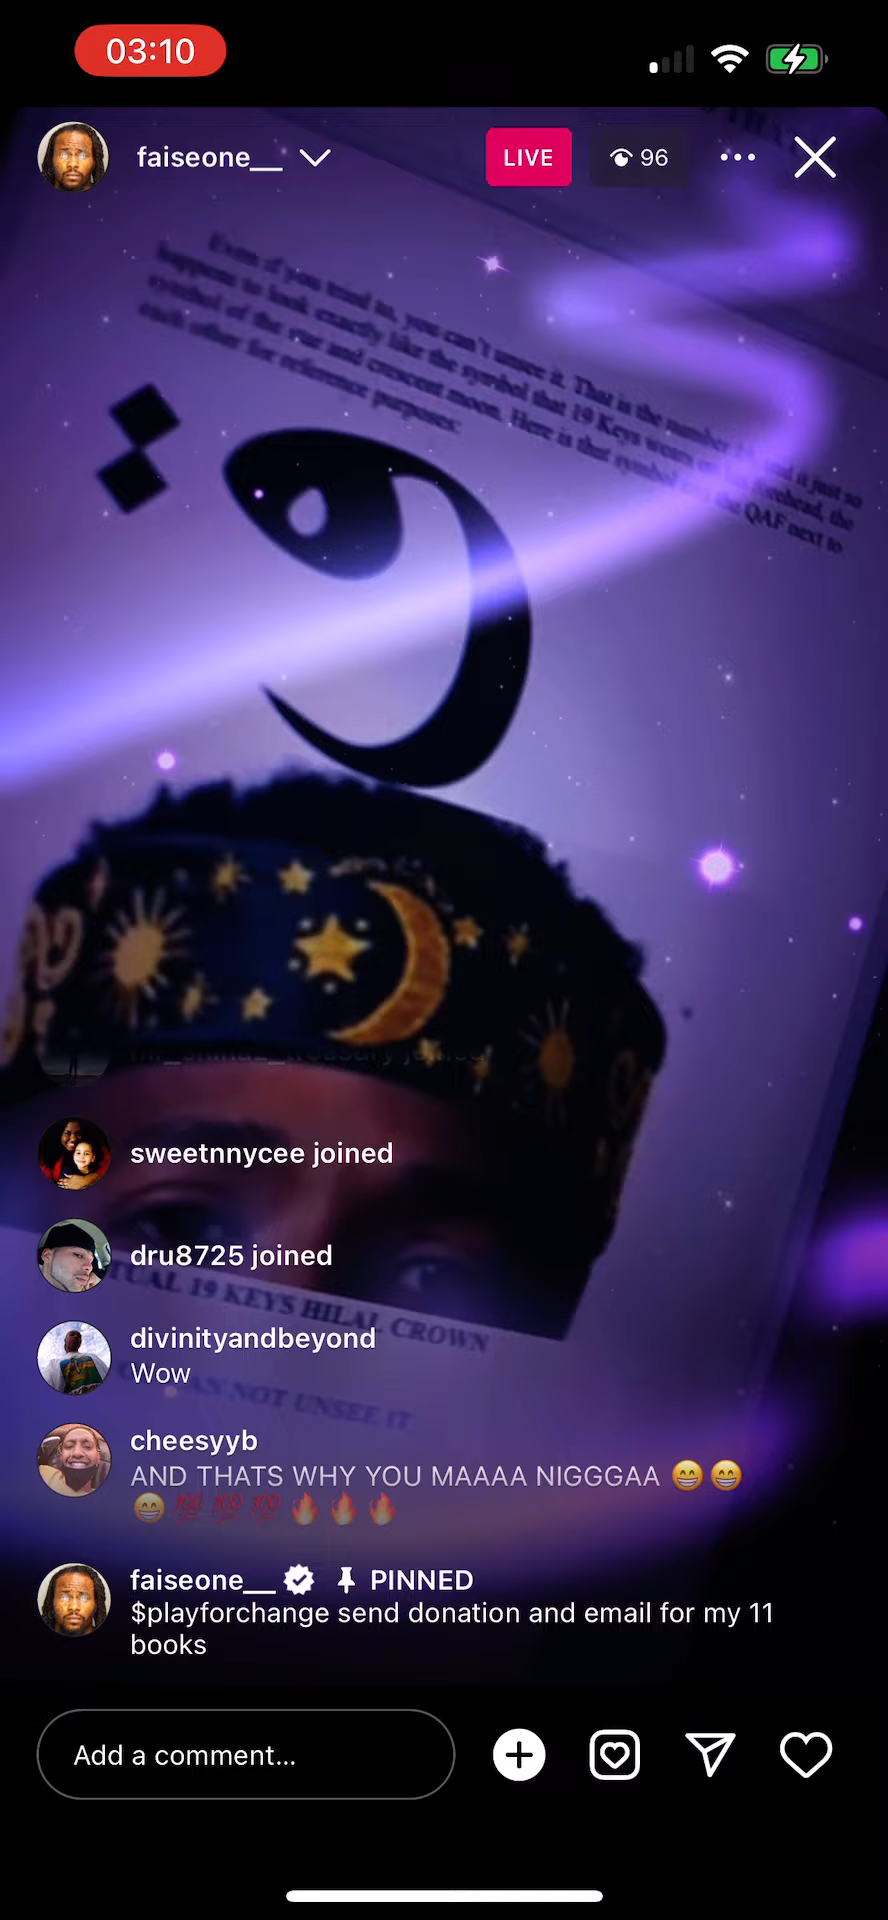 03:10
faiseone__
LIVE
96
Even if you tried to, you can't unsee it. That is the number 19, and it just so
happens to look exactly like the symbol that 19 Keys wears on his forehead, the
symbol of the star and crescent moon. Here is that symbol and the QAF next to
each other for reference purposes:
ق
joined
sweetnnycee joined
dru8725 joined
19 KEYS HILAL CROWN
divinityandbeyond
Wow
NOT UNSEE IT
cheesyyb
AND THATS WHY YOU MAAAA NIGGGAA 😁😁
😁💯💯💯🔥🔥🔥
faiseone__ PINNED
$playforchange send donation and email for my 11
books
Add a comment...